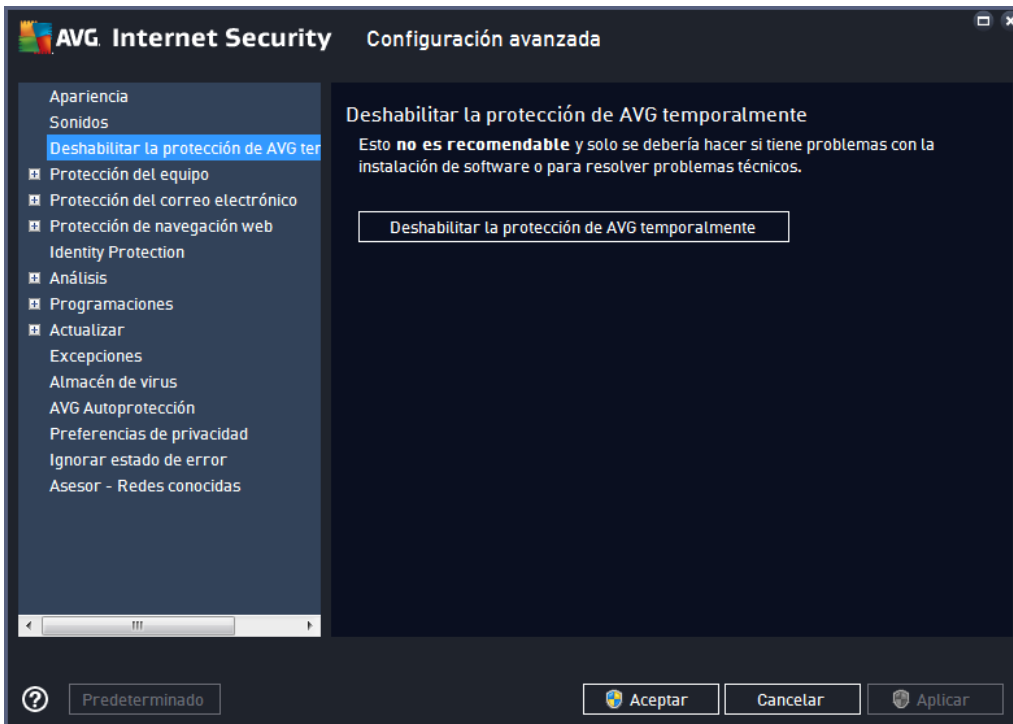 AVG. Internet Security Configuración avanzada
Apariencia
Sonidos
Deshabilitar la protección de AVG ter
Protección del equipo
Protección del correo electrónico
Protección de navegación web
Identity Protection
Análisis
Programaciones
Actualizar
Excepciones
Almacén de virus
AVG Autoprotección
Preferencias de privacidad
Ignorar estado de error
Asesor - Redes conocidas
Deshabilitar la protección de AVG temporalmente
Esto no es recomendable y solo se debería hacer si tiene problemas con la
instalación de software o para resolver problemas técnicos.
Deshabilitar la protección de AVG temporalmente
Predeterminado
Aceptar
Cancelar
Aplicar